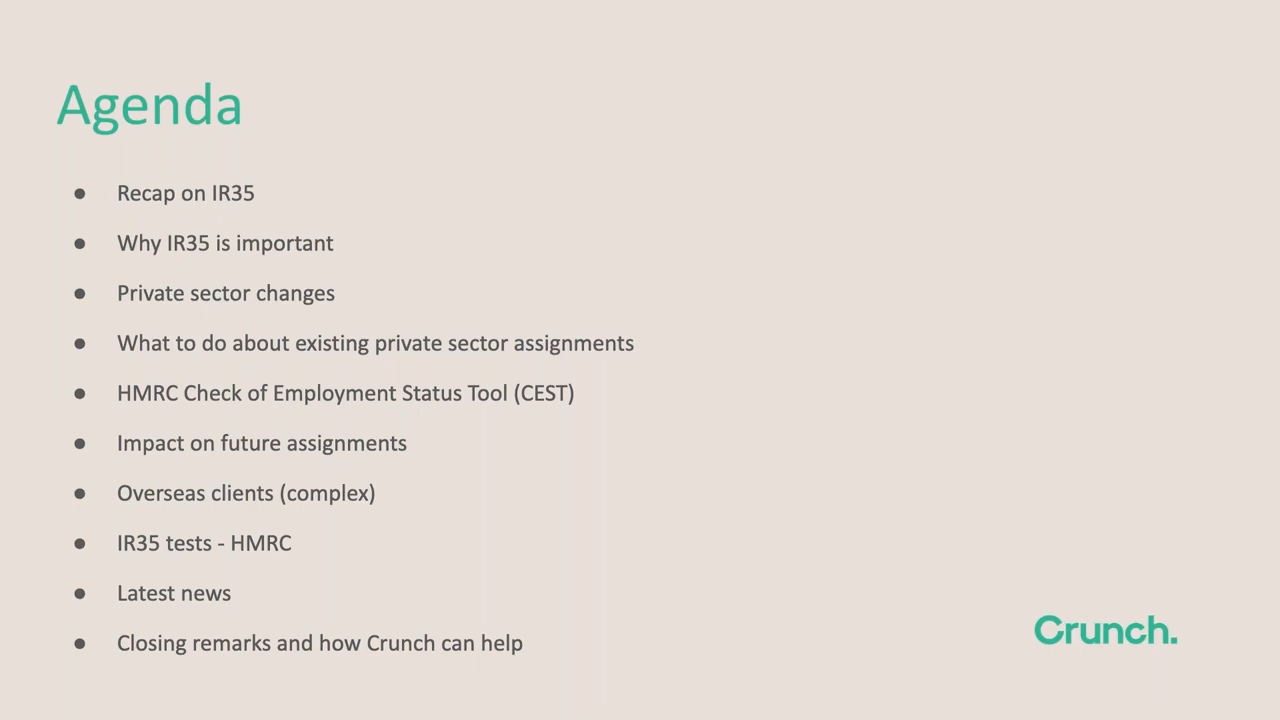 Agenda
● Recap on IR35
● Why IR35 is important
● Private sector changes
● What to do about existing private sector assignments
● HMRC Check of Employment Status Tool (CEST)
● Impact on future assignments
● Overseas clients (complex)
● IR35 tests - HMRC
● Latest news
● Closing remarks and how Crunch can help
Crunch.